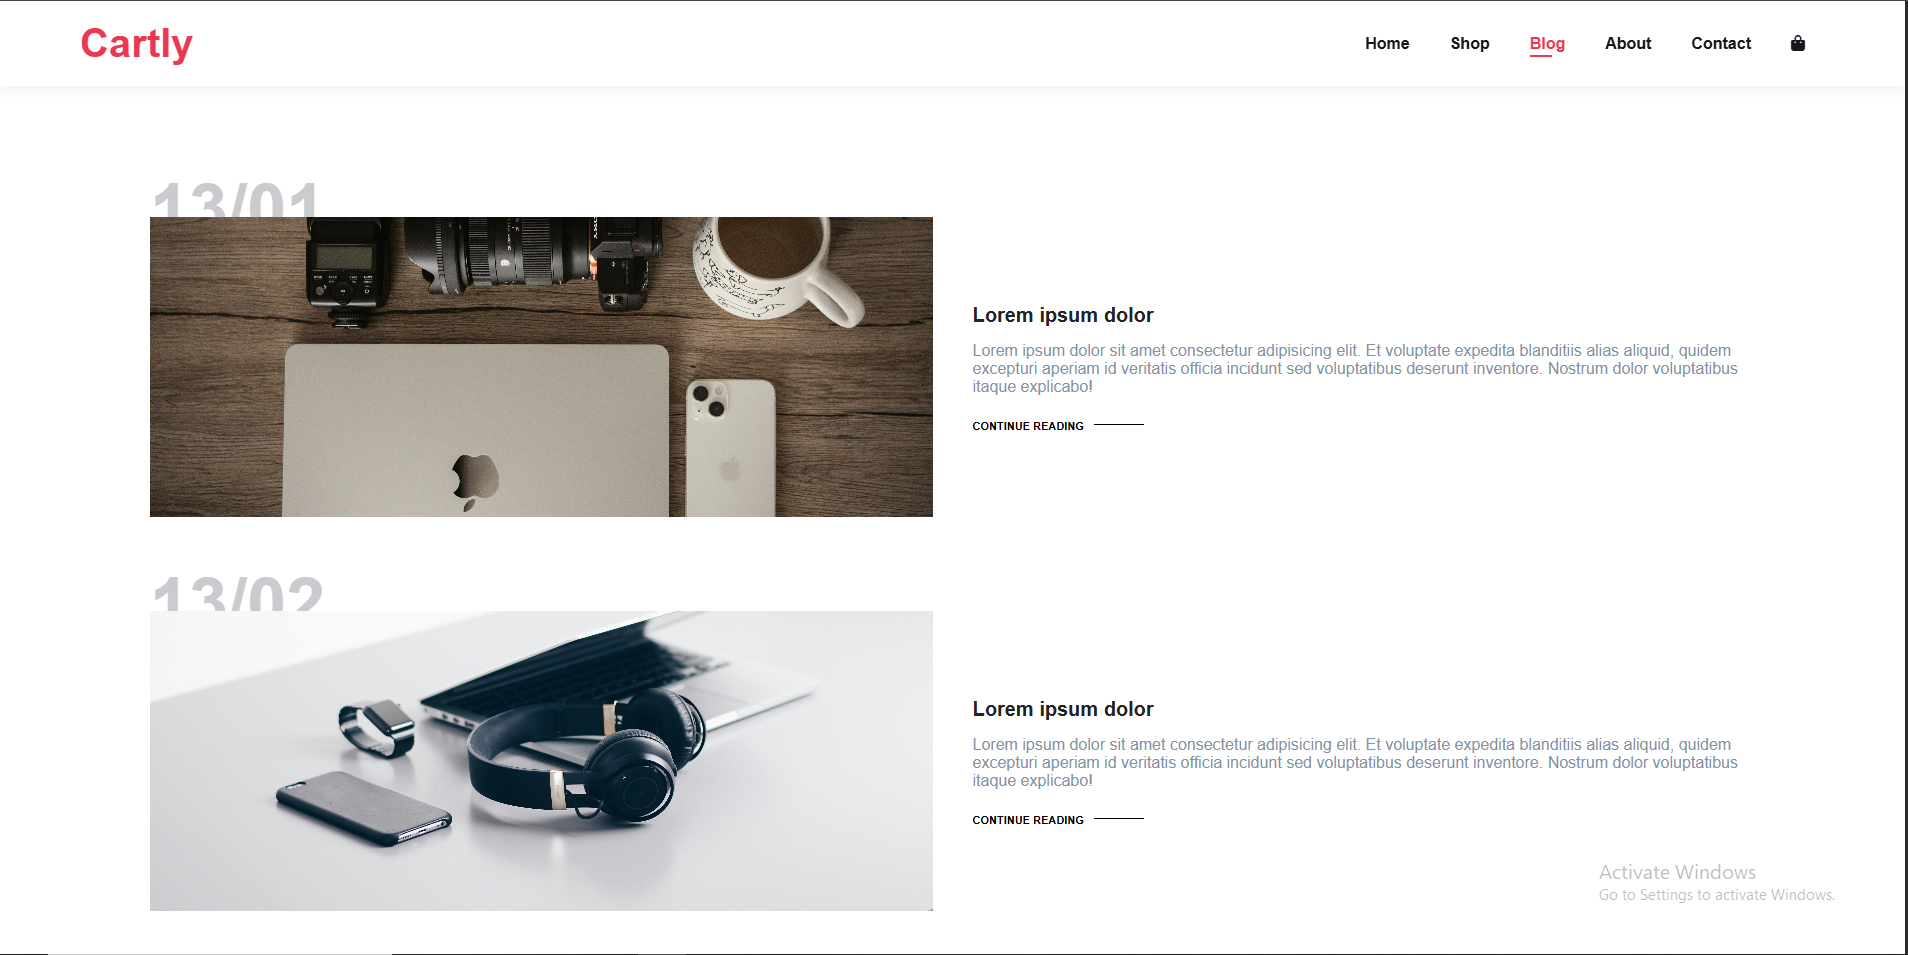 Cartly
Home Shop Blog About Contact
13/01
Lorem ipsum dolor
Lorem ipsum dolor sit amet consectetur adipisicing elit. Et voluptate expedita blanditiis alias aliquid, quidem
excepturi aperiam id veritatis officia incidunt sed voluptatibus deserunt inventore. Nostrum dolor voluptatibus
itaque explicabo!
CONTINUE READING
13/02
Lorem ipsum dolor
Lorem ipsum dolor sit amet consectetur adipisicing elit. Et voluptate expedita blanditiis alias aliquid, quidem
excepturi aperiam id veritatis officia incidunt sed voluptatibus deserunt inventore. Nostrum dolor voluptatibus
itaque explicabo!
CONTINUE READING
Activate Windows
Go to Settings to activate Windows.